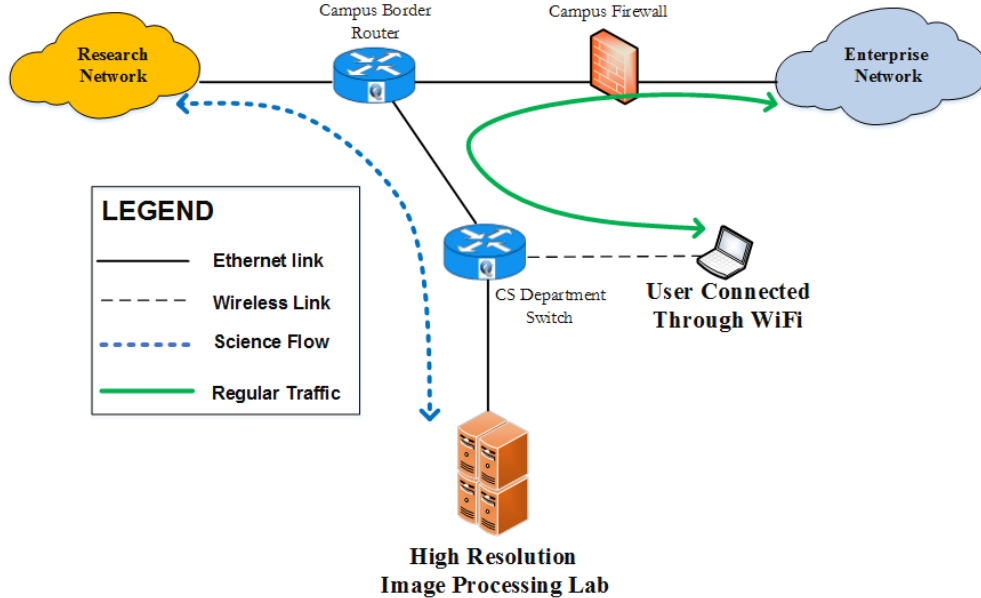 Campus Border
Router
Campus Firewall
Research
Network
Enterprise
Network
LEGEND
Ethernet link
Wireless Link
Science Flow
Regular Traffic
CS Department
Switch
User Connected
Through WiFi
High Resolution
Image Processing Lab